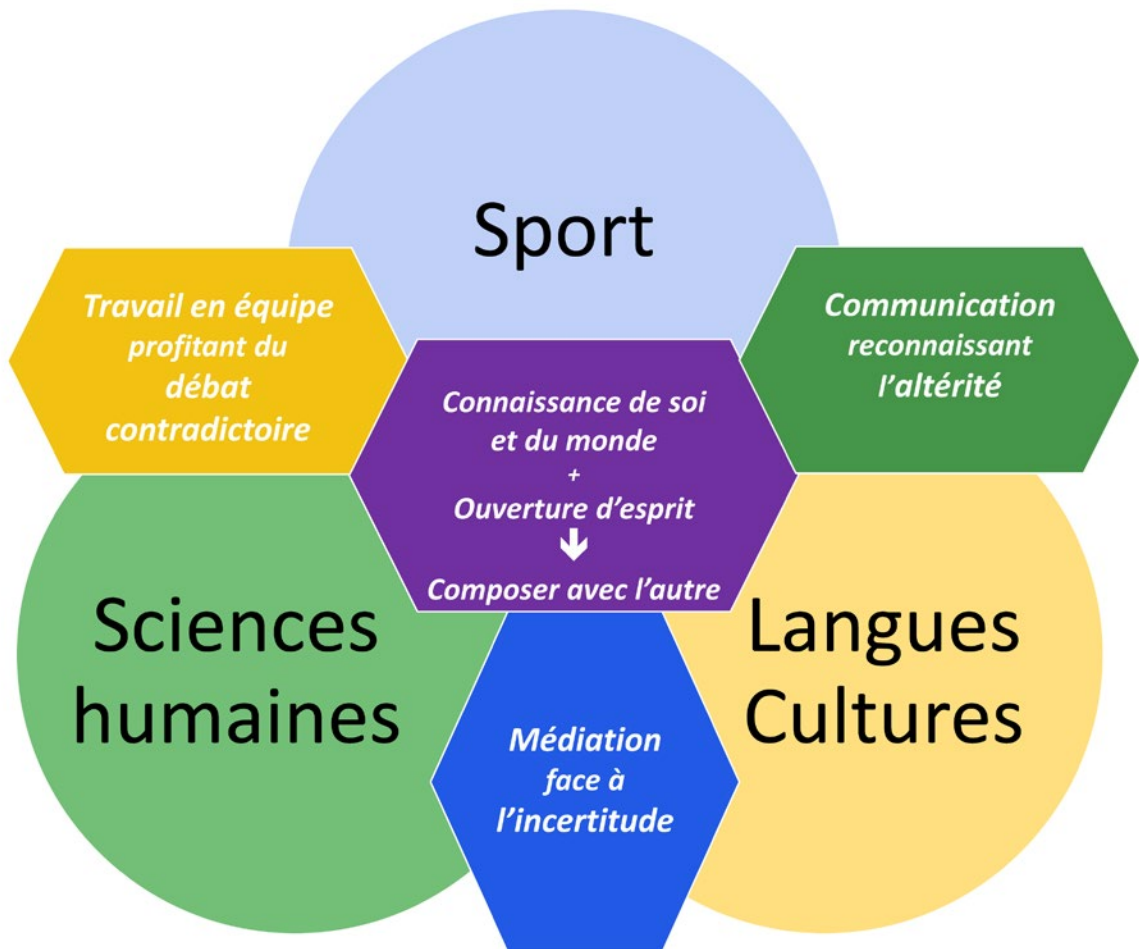 Sport
Travail en équipe
profitant du
débat
contradictoire
Communication
reconnaissant
l'altérité
Connaissance de soi
et du monde
+
Ouverture d'esprit
Composer avec l'autre
Sciences
humaines
Langues
Cultures
Médiation
face à
l'incertitude